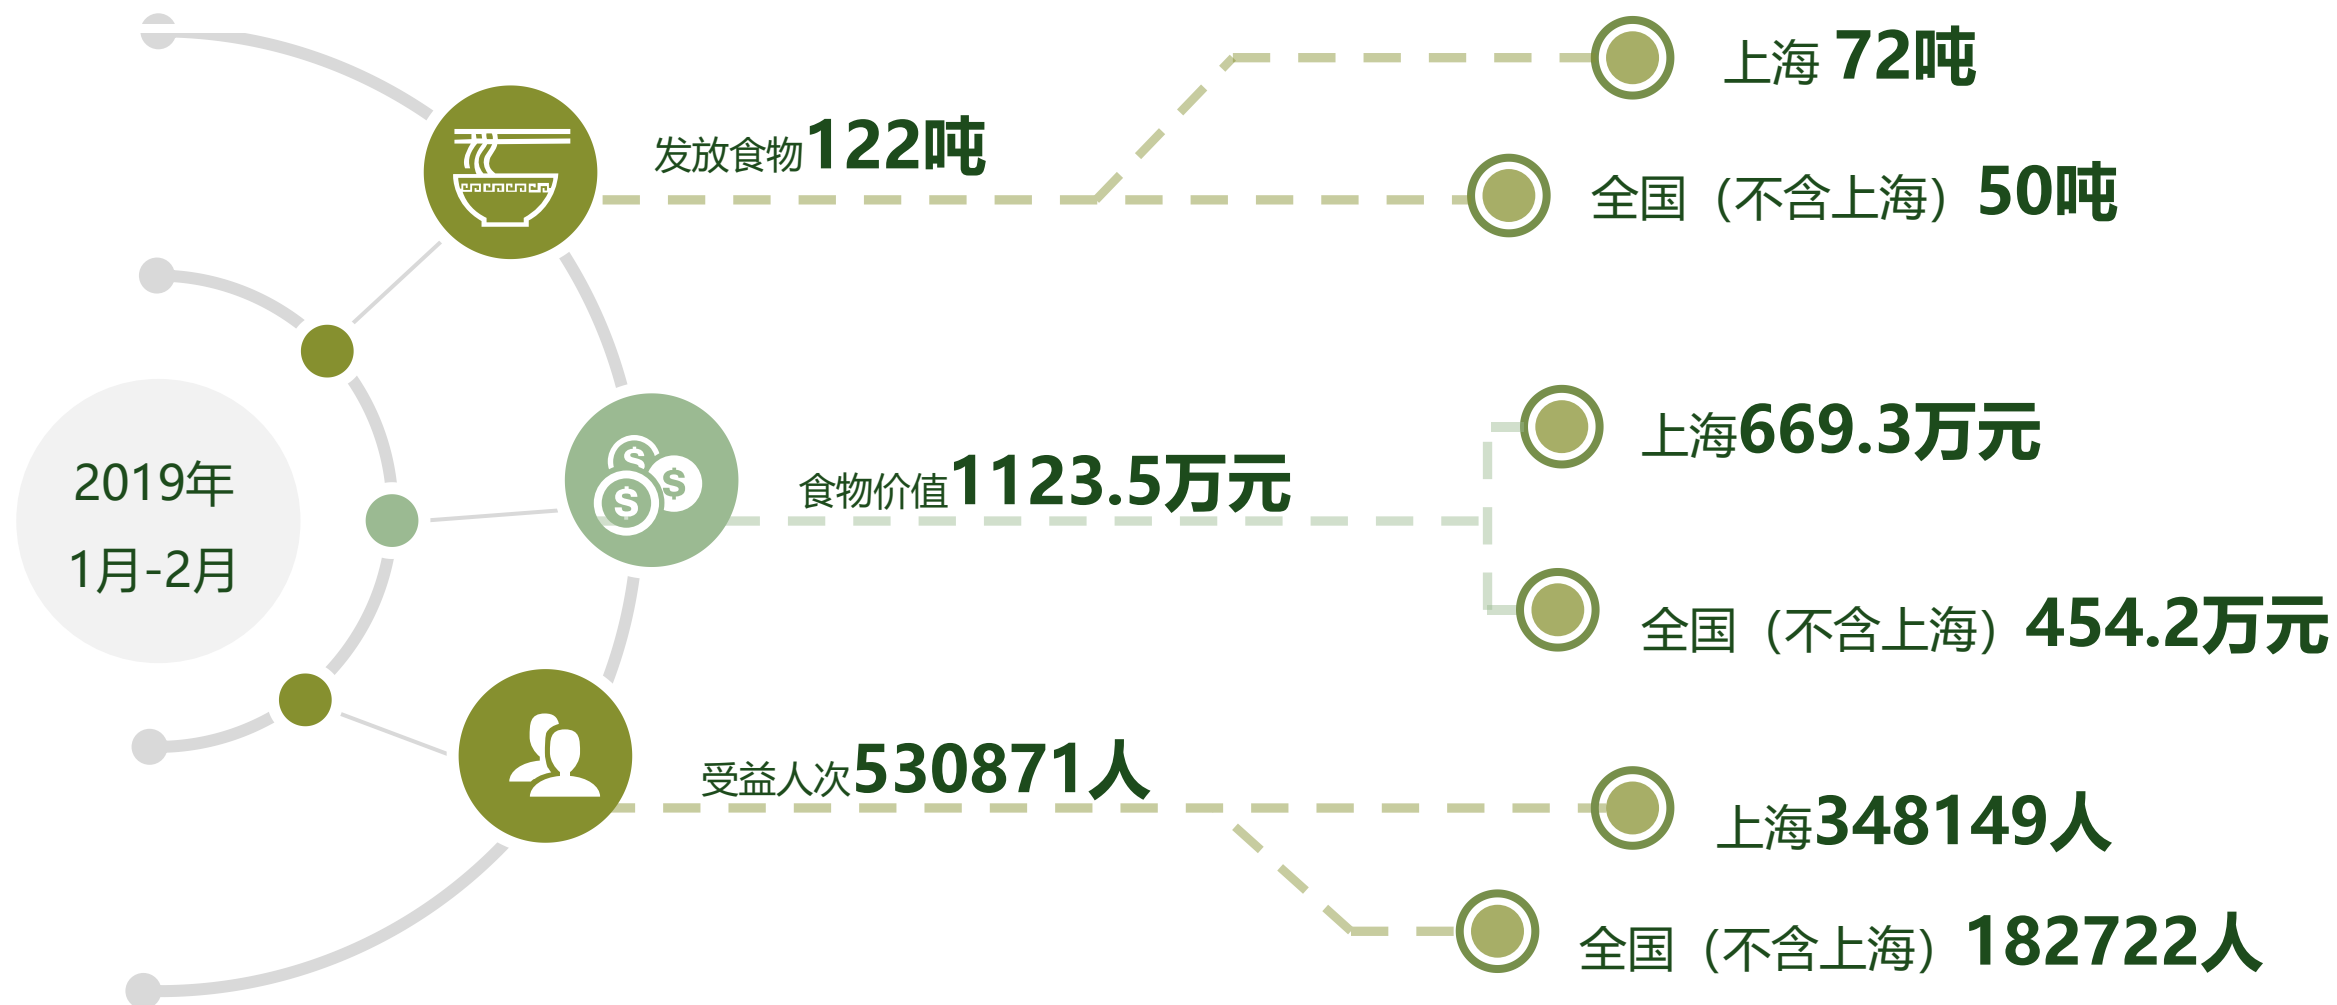 2019年
1月-2月
发放食物122吨
上海 72吨
全国（不含上海）50吨
食物价值1123.5万元
上海669.3万元
全国（不含上海）454.2万元
受益人次530871人
上海348149人
全国（不含上海）182722人